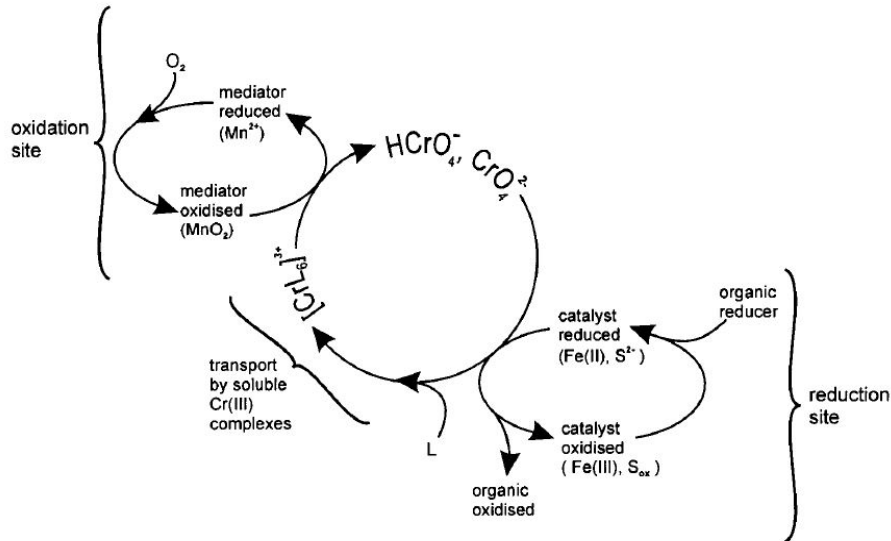 O₂
mediator
reduced
(Mn²⁺)
oxidation
site
mediator
oxidised
(MnO₂)
HCrO₄⁻, CrO₄²⁻
[CrL₆]³⁺
transport
by soluble
Cr(III)
complexes
L
organic
reducer
catalyst
reduced
(Fe(II), S²⁻)
reduction
site
catalyst
oxidised
( Fe(III), Sₒₓ )
organic
oxidised